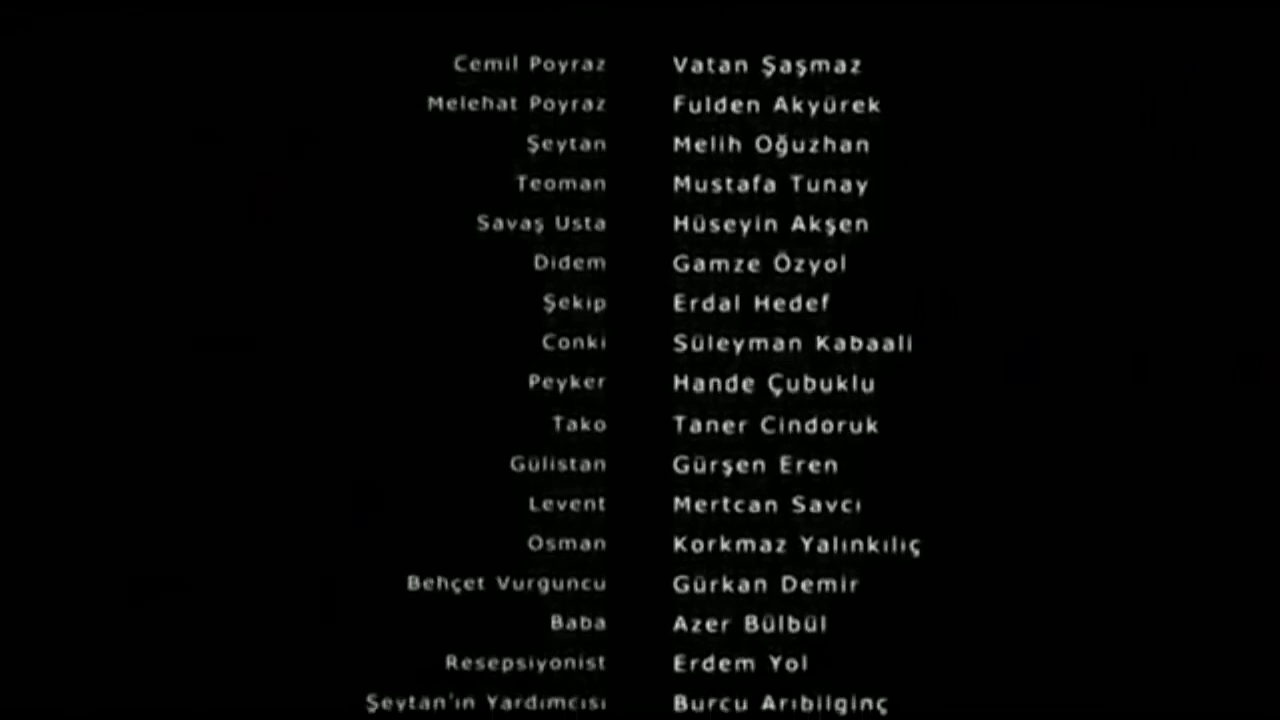 Cemil Poyraz Vatan Şaşmaz
Melehat Poyraz Fulden Akyürek
Şeytan Melih Oğuzhan
Teoman Mustafa Tunay
Savaş Usta Hüseyin Akşen
Didem Gamze Özyol
Şekip Erdal Hedef
Conki Süleyman Kabaali
Peyker Hande Çubuklu
Tako Taner Cindoruk
Gülistan Gürşen Eren
Levent Mertcan Savcı
Osman Korkmaz Yalınkılıç
Behçet Vurguncu Gürkan Demir
Baba Azer Bülbül
Resepsiyonist Erdem Yol
Şeytan'ın Yardımcısı Burcu Arıbilginç